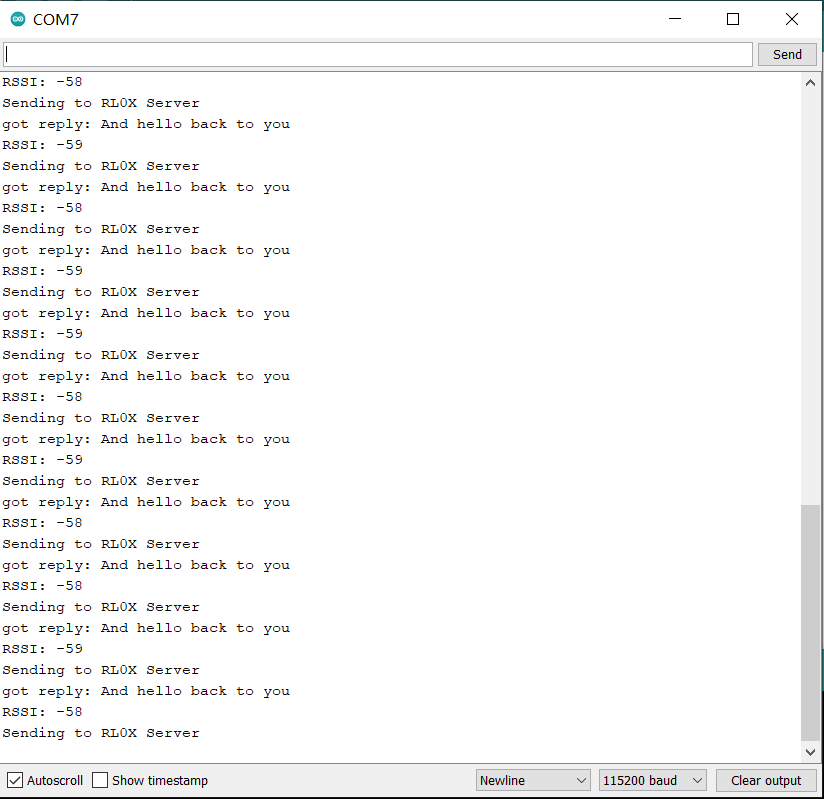 COM7
Send
RSSI: -58
Sending to RL0X Server
got reply: And hello back to you
RSSI: -59
Sending to RL0X Server
got reply: And hello back to you
RSSI: -58
Sending to RL0X Server
got reply: And hello back to you
RSSI: -59
Sending to RL0X Server
got reply: And hello back to you
RSSI: -59
Sending to RL0X Server
got reply: And hello back to you
RSSI: -58
Sending to RL0X Server
got reply: And hello back to you
RSSI: -59
Sending to RL0X Server
got reply: And hello back to you
RSSI: -58
Sending to RL0X Server
got reply: And hello back to you
RSSI: -58
Sending to RL0X Server
got reply: And hello back to you
RSSI: -59
Sending to RL0X Server
got reply: And hello back to you
RSSI: -58
Sending to RL0X Server
Autoscroll Show timestamp Newline 115200 baud Clear output